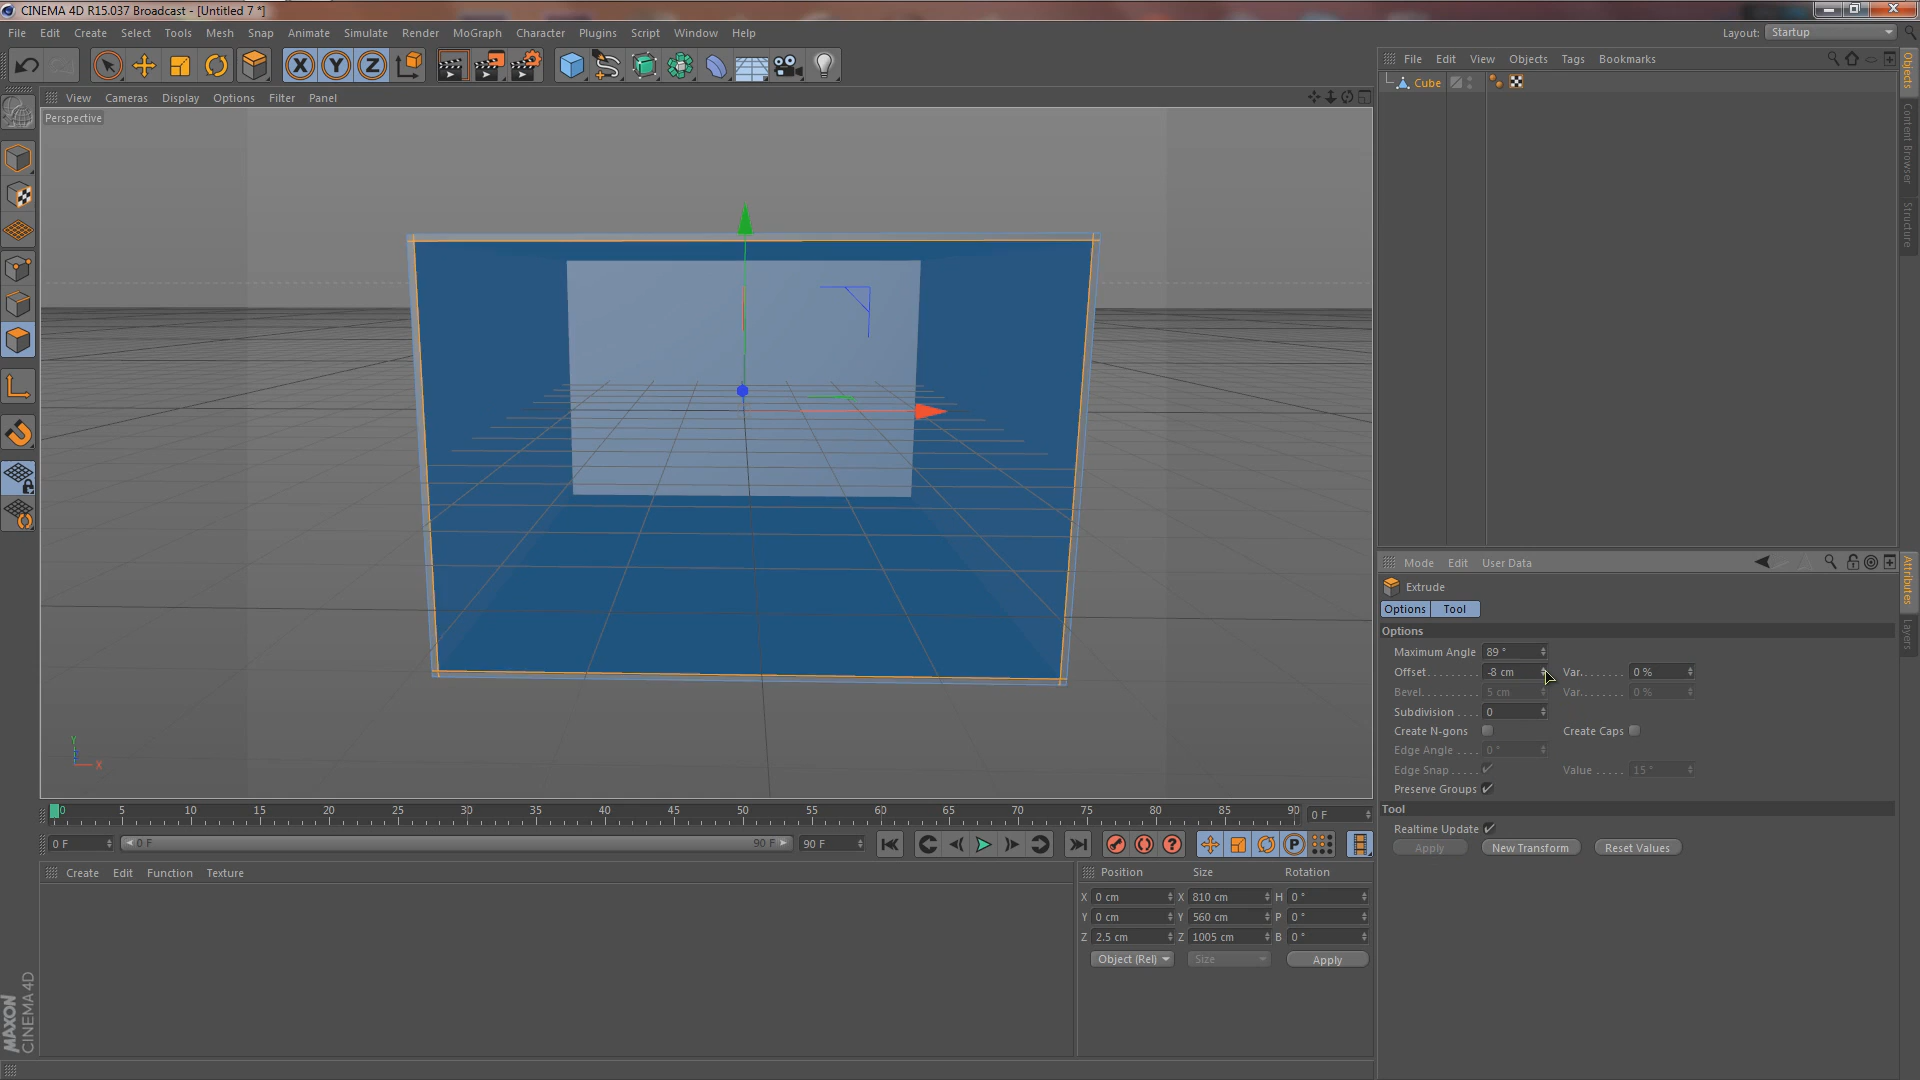 CINEMA 4D R15.037 Broadcast - [Untitled 7 *]
File Edit Create Select Tools Mesh Snap Animate Simulate Render MoGraph Character Plugins Script Window Help
Layout: Startup
View Cameras Display Options Filter Panel
Perspective
Y
X
File Edit View Objects Tags Bookmarks
Cube
Objects
Content Browser
Structure
Mode Edit User Data
Extrude
Options Tool
Options
Maximum Angle 89 °
Offset........ -8 cm Var....... 0 %
Bevel......... 5 cm Var....... 0 %
Subdivision .... 0
Create N-gons Create Caps
Edge Angle .... 0 °
Edge Snap..... Value ..... 15 °
Preserve Groups
Tool
Realtime Update
Apply New Transform Reset Values
Attributes
Layers
0 5 10 15 20 25 30 35 40 45 50 55 60 65 70 75 80 85 90 0 F
0 F 0 F 90 F 90 F
P
Create Edit Function Texture
Position Size Rotation
X 0 cm X 810 cm H 0 °
Y 0 cm Y 560 cm P 0 °
Z 2.5 cm Z 1005 cm B 0 °
Object (Rel) Size Apply
MAXON
CINEMA 4D